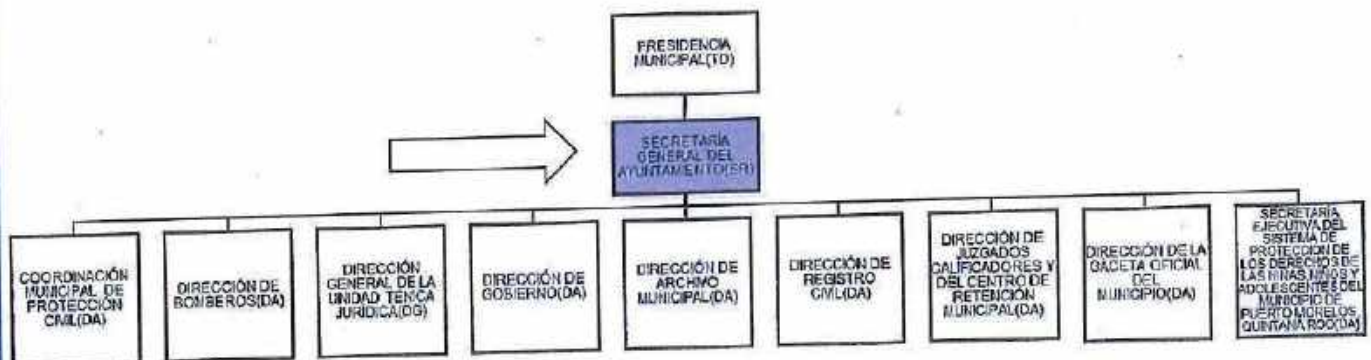 PRESIDENCIA
MUNICIPAL(TD)
SECRETARÍA
GENERAL DEL
AYUNTAMIENTO(SR)
COORDINACIÓN
MUNICIPAL DE
PROTECCIÓN
CIVIL(DA)
DIRECCIÓN DE
BOMBEROS(DA)
DIRECCIÓN
GENERAL DE LA
UNIDAD TENCA
JURÍDICA(DG)
DIRECCIÓN DE
GOBIERNO(DA)
DIRECCIÓN DE
ARCHIVO
MUNICIPAL(DA)
DIRECCIÓN DE
REGISTRO
CIVIL(DA)
DIRECCIÓN DE
JUZGADOS
CALIFICADORES Y
DEL CENTRO DE
RETENCIÓN
MUNICIPAL(DA)
DIRECCIÓN DE LA
GACETA OFICIAL
DEL
MUNICIPIO(DA)
SECRETARÍA
EJECUTIVA DEL
SISTEMA DE
PROTECCIÓN DE
LOS DERECHOS DE
LAS NIÑAS, NIÑOS Y
ADOLESCENTES DEL
MUNICIPIO DE
PUERTO MORELOS,
QUINTANA ROO(DA)